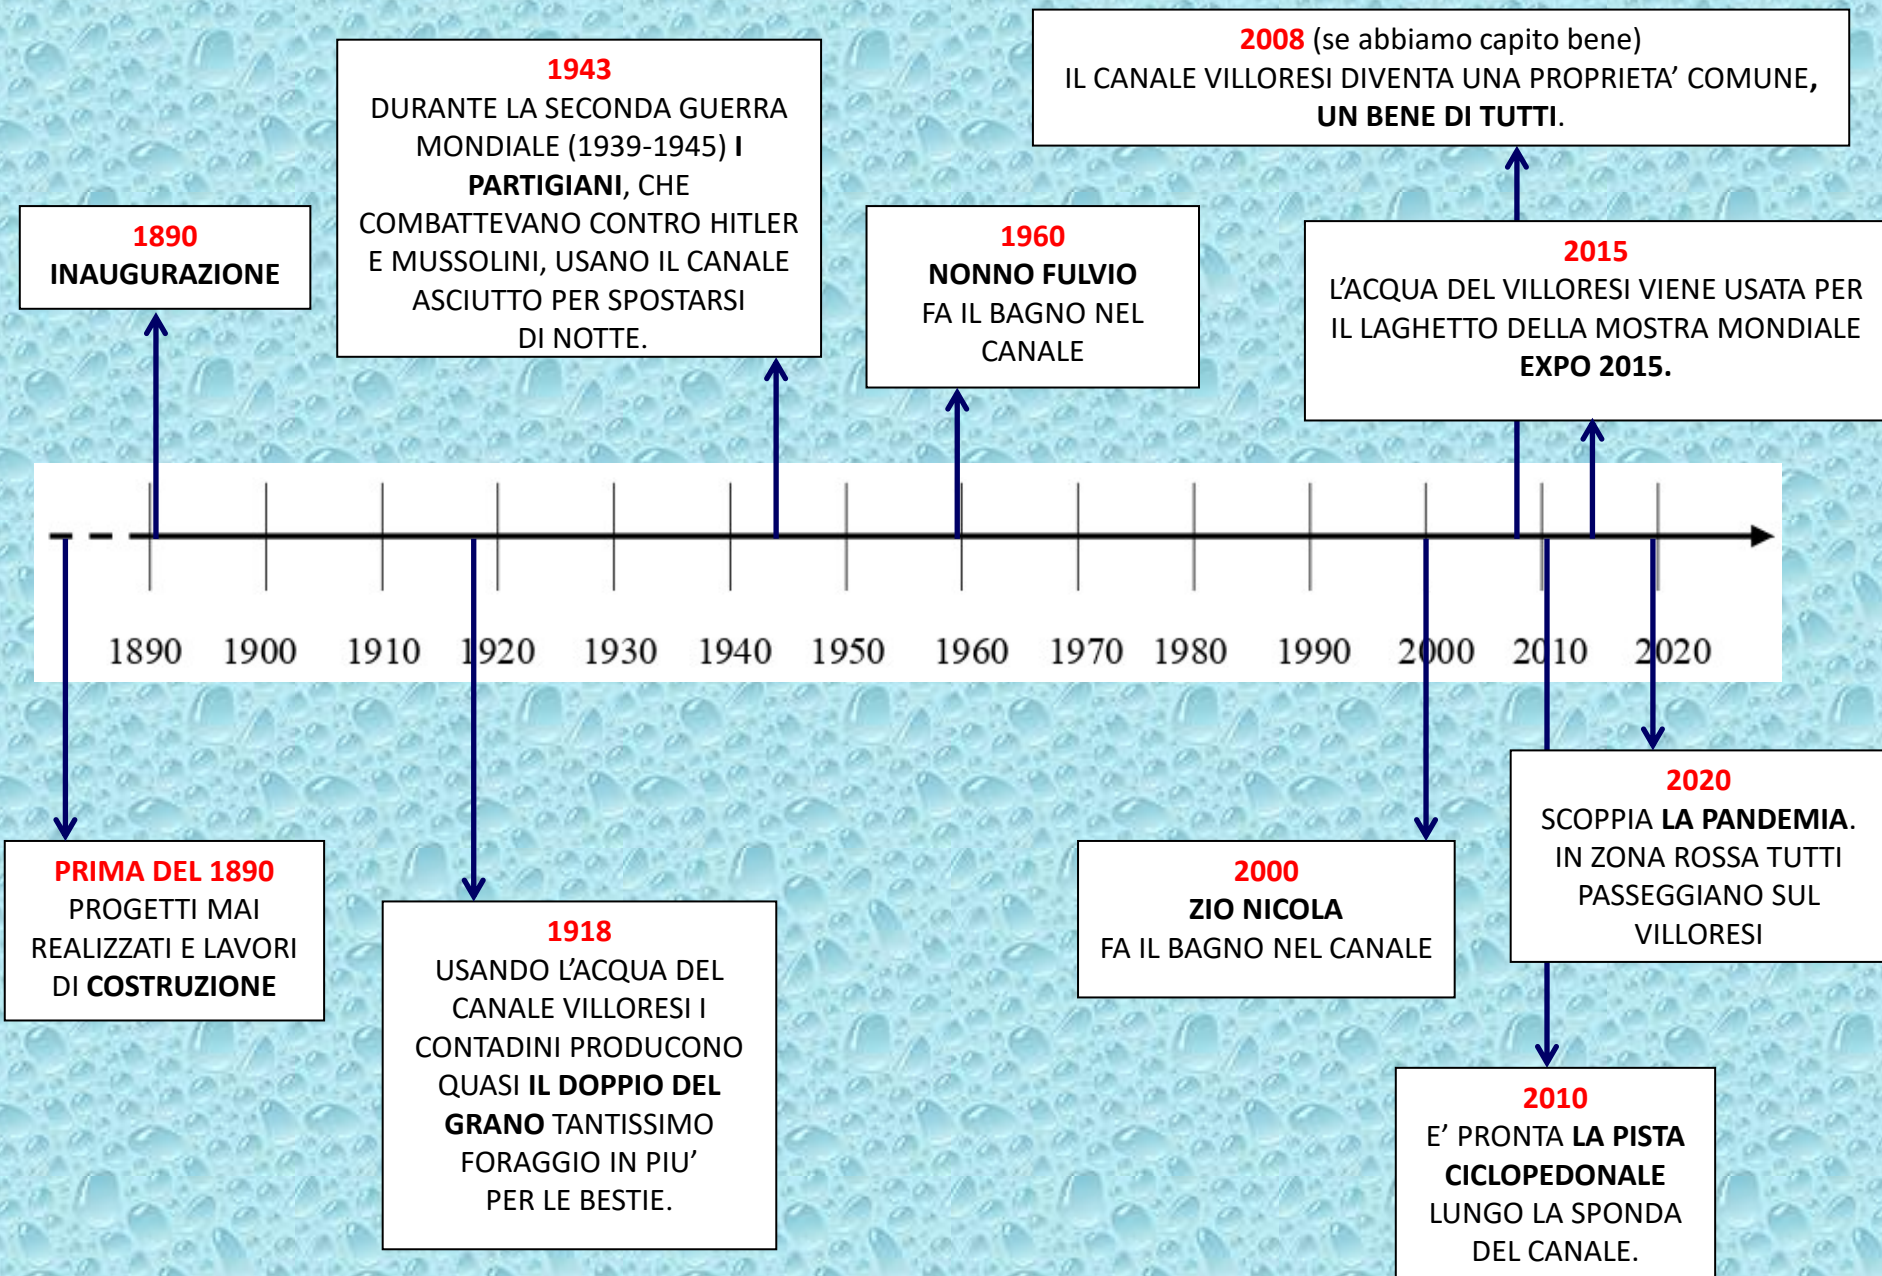 2008 (se abbiamo capito bene)
IL CANALE VILLORESI DIVENTA UNA PROPRIETA’ COMUNE,
UN BENE DI TUTTI.
1943
DURANTE LA SECONDA GUERRA
MONDIALE (1939-1945) I
PARTIGIANI, CHE
COMBATTEVANO CONTRO HITLER
E MUSSOLINI, USANO IL CANALE
ASCIUTTO PER SPOSTARSI
DI NOTTE.
1890
INAUGURAZIONE
1960
NONNO FULVIO
FA IL BAGNO NEL
CANALE
2015
L’ACQUA DEL VILLORESI VIENE USATA PER
IL LAGHETTO DELLA MOSTRA MONDIALE
EXPO 2015.
1890 1900 1910 1920 1930 1940 1950 1960 1970 1980 1990 2000 2010 2020
PRIMA DEL 1890
PROGETTI MAI
REALIZZATI E LAVORI
DI COSTRUZIONE
1918
USANDO L’ACQUA DEL
CANALE VILLORESI I
CONTADINI PRODUCONO
QUASI IL DOPPIO DEL
GRANO TANTISSIMO
FORAGGIO IN PIU’
PER LE BESTIE.
2000
ZIO NICOLA
FA IL BAGNO NEL CANALE
2020
SCOPPIA LA PANDEMIA.
IN ZONA ROSSA TUTTI
PASSEGGIANO SUL
VILLORESI
2010
E’ PRONTA LA PISTA
CICLOPEDONALE
LUNGO LA SPONDA
DEL CANALE.